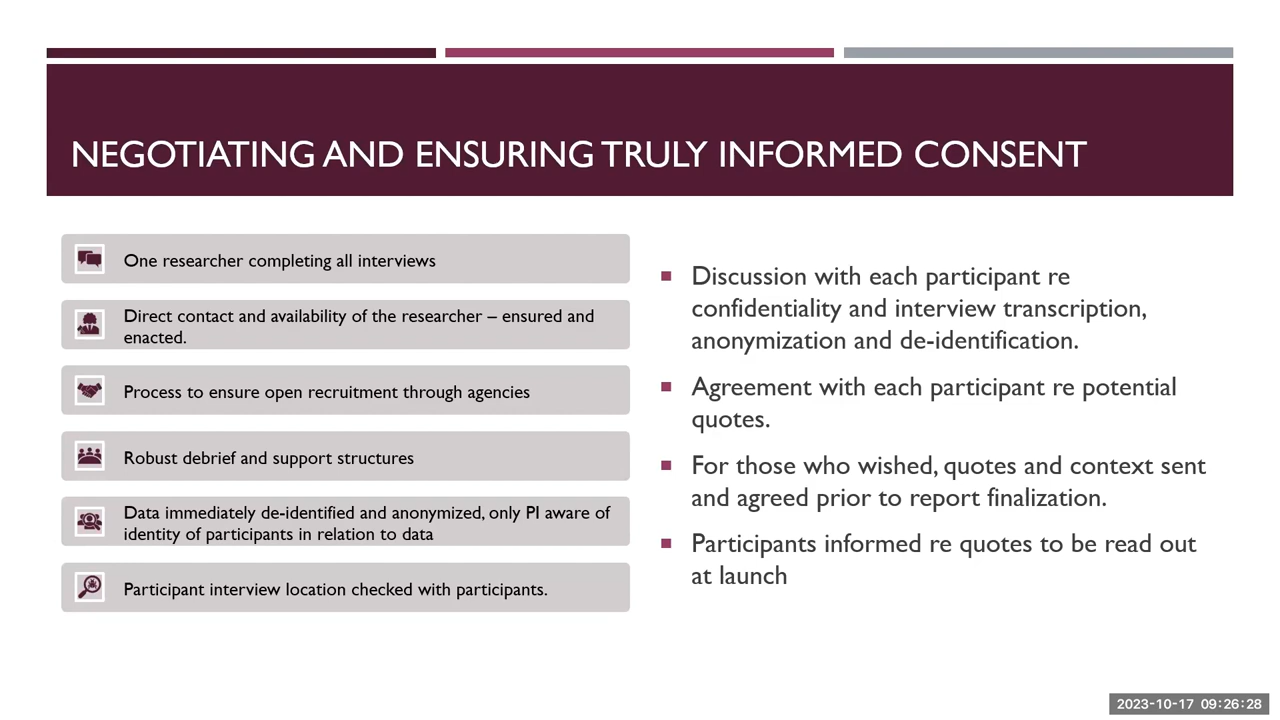 NEGOTIATING AND ENSURING TRULY INFORMED CONSENT
One researcher completing all interviews
Direct contact and availability of the researcher – ensured and
enacted.
Process to ensure open recruitment through agencies
Robust debrief and support structures
Data immediately de-identified and anonymized, only PI aware of
identity of participants in relation to data
Participant interview location checked with participants.
Discussion with each participant re
confidentiality and interview transcription,
anonymization and de-identification.
Agreement with each participant re potential
quotes.
For those who wished, quotes and context sent
and agreed prior to report finalization.
Participants informed re quotes to be read out
at launch
2023-10-17 09:26:28